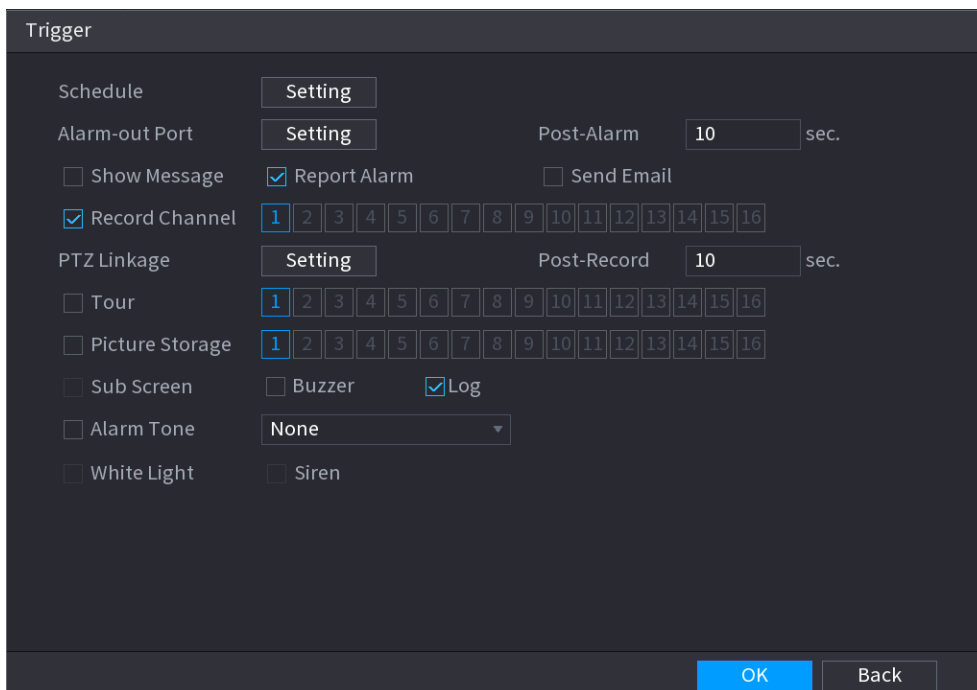 Trigger
Schedule Setting
Alarm-out Port Setting Post-Alarm 10 sec.
Show Message Report Alarm Send Email
Record Channel 1 2 3 4 5 6 7 8 9 10 11 12 13 14 15 16
PTZ Linkage Setting Post-Record 10 sec.
Tour 1 2 3 4 5 6 7 8 9 10 11 12 13 14 15 16
Picture Storage 1 2 3 4 5 6 7 8 9 10 11 12 13 14 15 16
Sub Screen Buzzer Log
Alarm Tone None
White Light Siren
OK Back